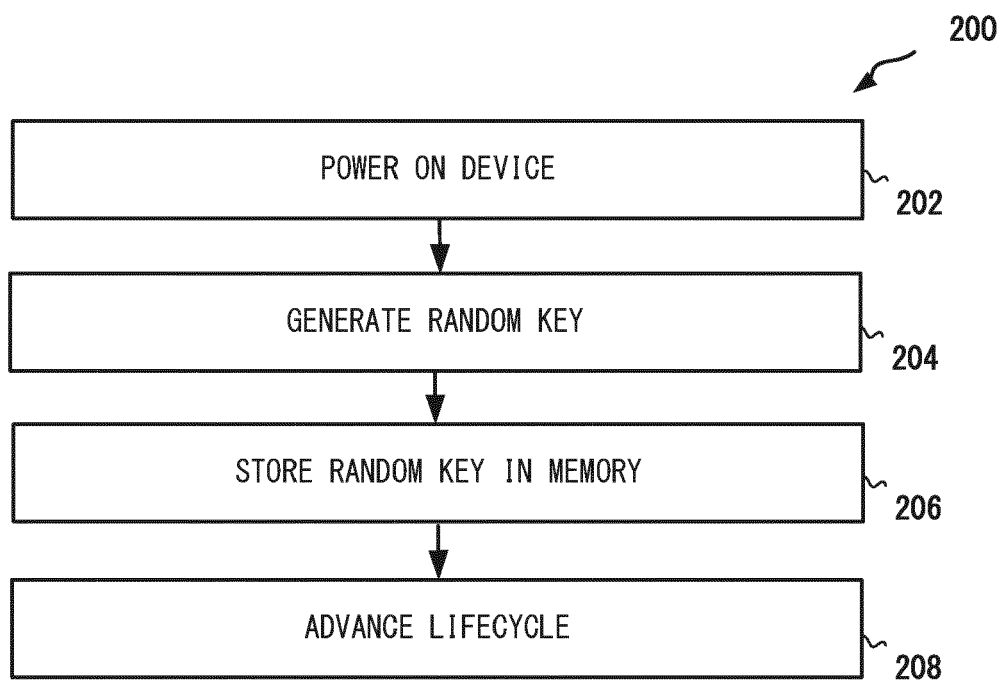 200
POWER ON DEVICE
202
GENERATE RANDOM KEY
204
STORE RANDOM KEY IN MEMORY
206
ADVANCE LIFECYCLE
208